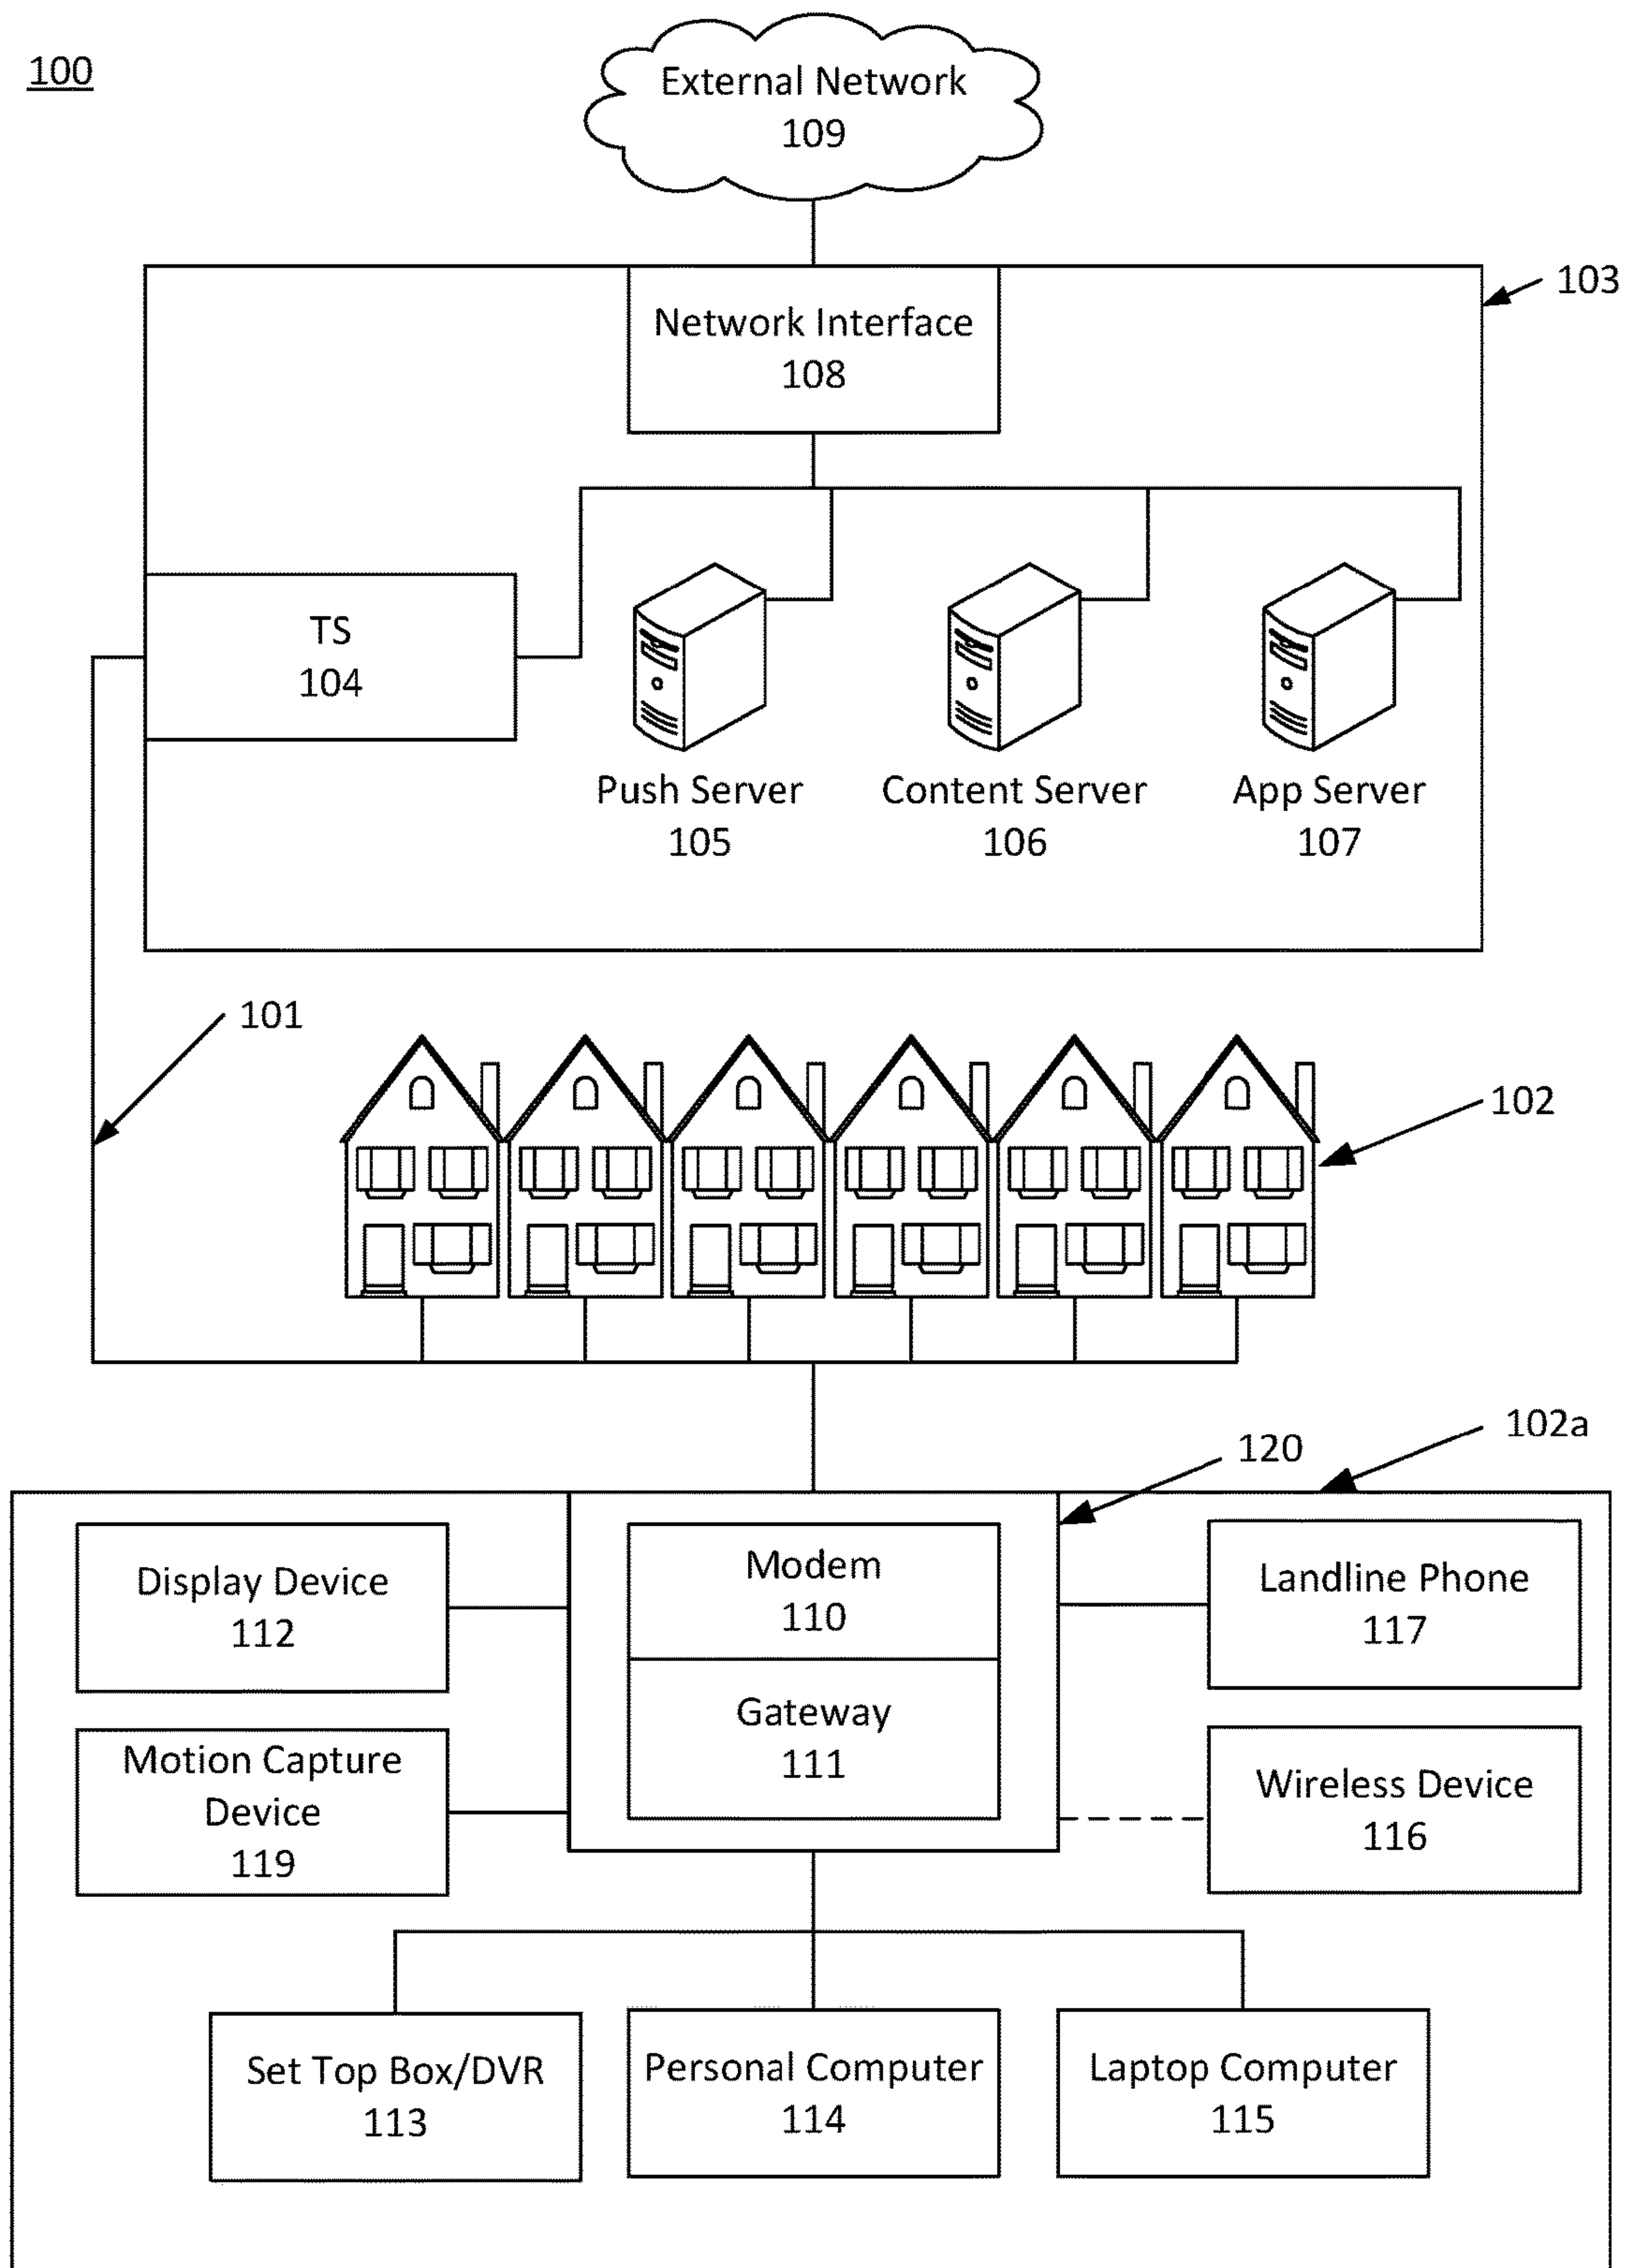 100
External Network
109
103
Network Interface
108
TS
104
Push Server
105
Content Server
106
App Server
107
101
102
102a
120
Display Device
112
Modem
110
Landline Phone
117
Gateway
111
Motion Capture
Device
119
Wireless Device
116
Set Top Box/DVR
113
Personal Computer
114
Laptop Computer
115